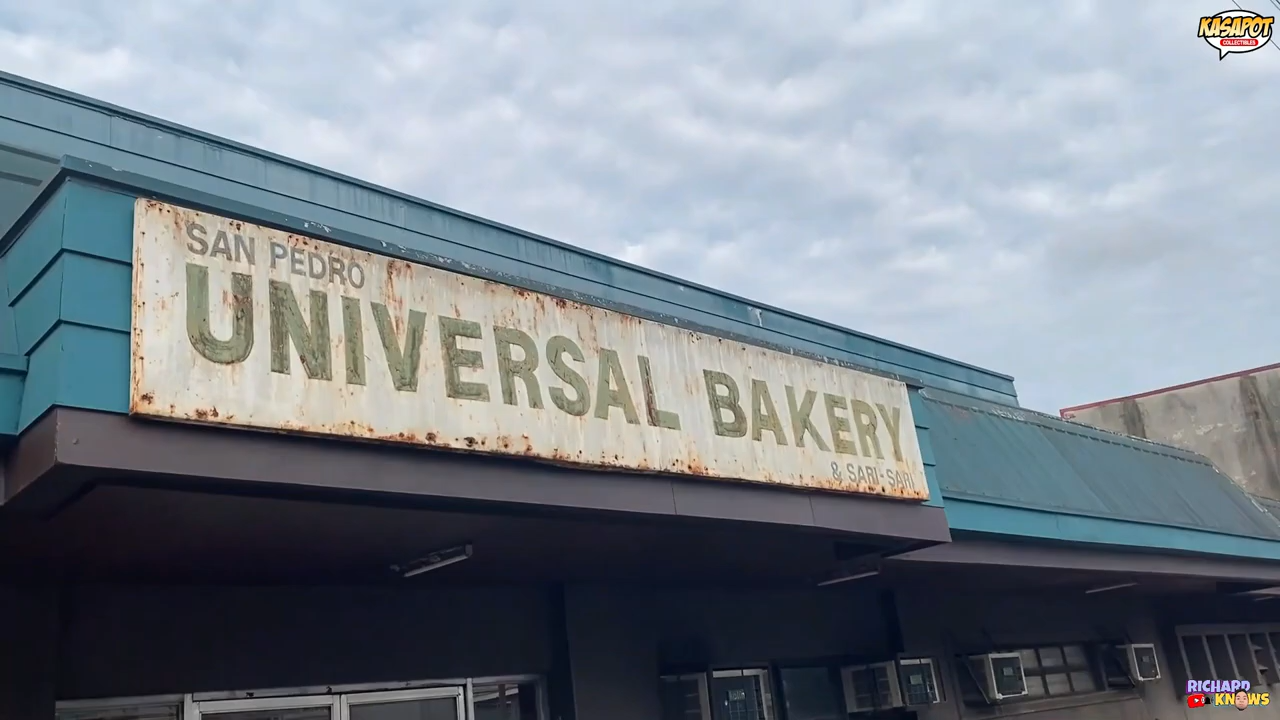 KASAPOT
COLLECTIBLES
SAN PEDRO
UNIVERSAL BAKERY
& SARI-SARI
RICHARD
KNOWS